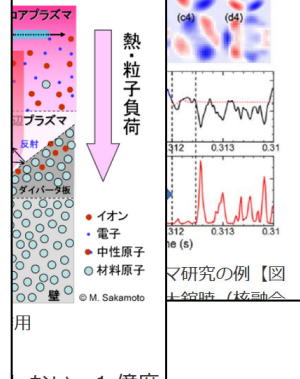 コアプラズマ
熱・粒子負荷
辺プラズマ
反射
ダイバータ板
イオン
電子
中性原子
材料原子
壁
© M. Sakamoto
用
(c4) (d4)
.312 0.313 0.31
.312 0.313 0.31
e (s)
マ研究の例【図